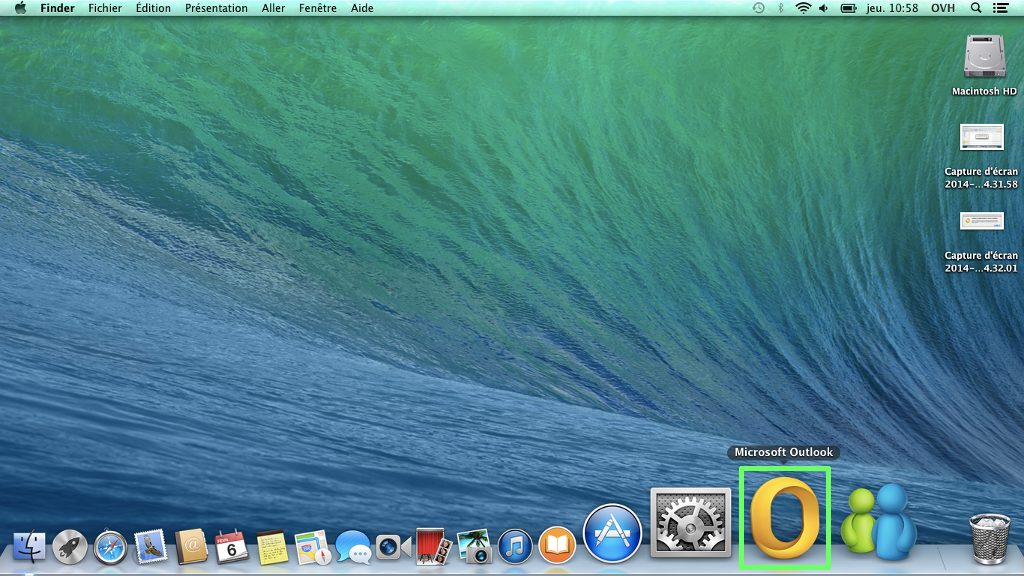 Finder Fichier Édition Présentation Aller Fenêtre Aide jeu. 10:58 OVH
Macintosh HD
Capture d'écran
2014-...4.31.58
Capture d'écran
2014-...4.32.01
Microsoft Outlook
FÉVR.
6
@